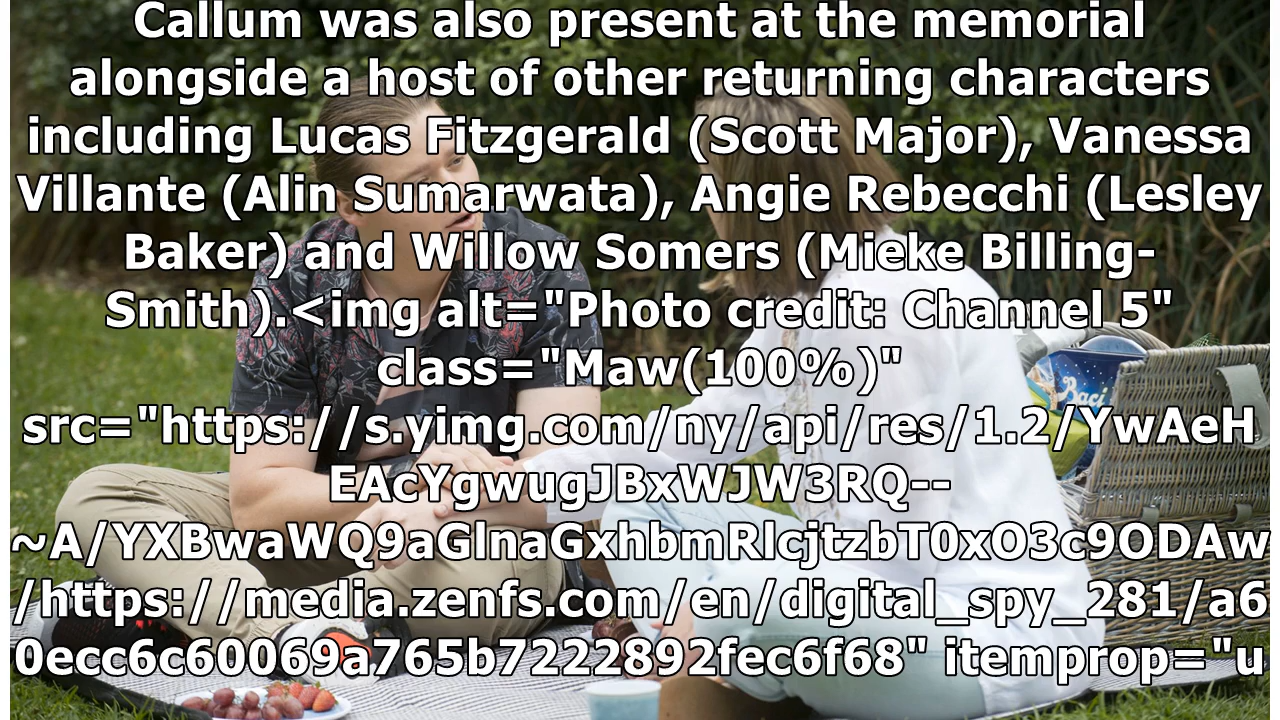 Callum was also present at the memorial
alongside a host of other returning characters
including Lucas Fitzgerald (Scott Major), Vanessa
Villante (Alin Sumarwata), Angie Rebecchi (Lesley
Baker) and Willow Somers (Mieke Billing-
Smith).<img alt="Photo credit: Channel 5"
class="Maw(100%)"
src="https://s.yimg.com/ny/api/res/1.2/YwAeH
EAcYgwugJBxWJW3RQ--
~A/YXBwaWQ9aGlnaGxhbmRlcjtzbT0xO3c9ODAw
/https://media.zenfs.com/en/digital_spy_281/a6
0ecc6c60069a765b7222892fec6f68" itemprop="u
Baci